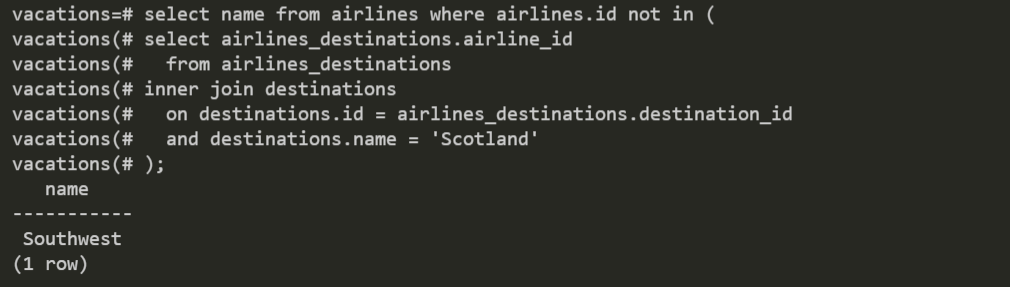 vacations=# select name from airlines where airlines.id not in (
vacations(# select airlines_destinations.airline_id
vacations(#   from airlines_destinations
vacations(# inner join destinations
vacations(#   on destinations.id = airlines_destinations.destination_id
vacations(#   and destinations.name = 'Scotland'
vacations(# );
   name
-----------
 Southwest
(1 row)